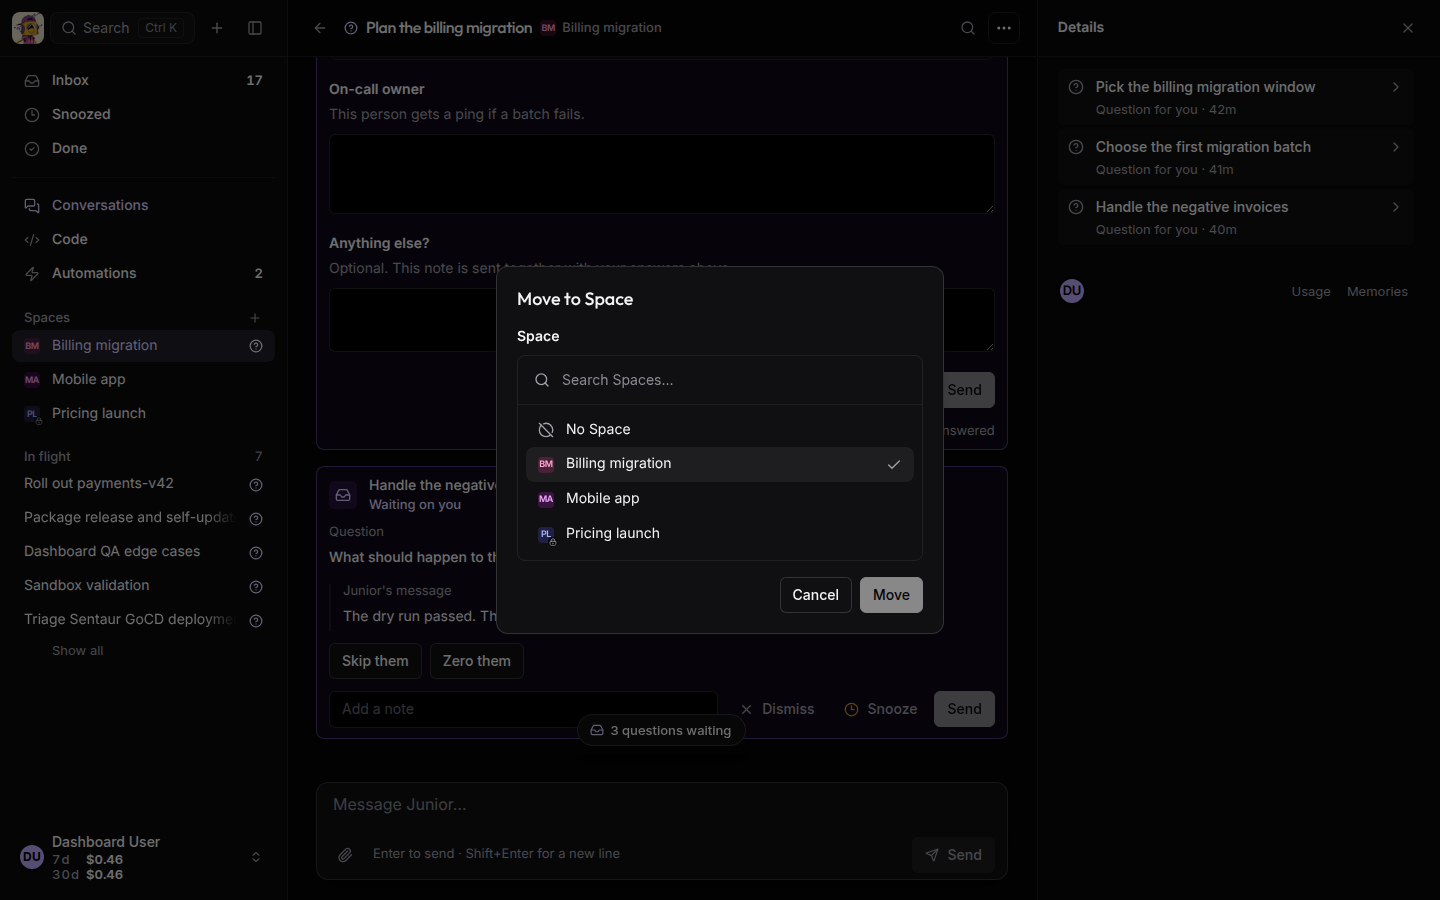 Search
Ctrl K
Inbox
17
Snoozed
Done
Conversations
Code
Automations
2
Spaces
BM
Billing migration
MA
Mobile app
PL
Pricing launch
In flight
7
Roll out payments-v42
Package release and self-updat
Dashboard QA edge cases
Sandbox validation
Triage Sentaur GoCD deployme
Show all
DU
Dashboard User
7d $0.46
30d $0.46
Plan the billing migration
BM
Billing migration
On-call owner
This person gets a ping if a batch fails.
Anything else?
Optional. This note is sent together with your answers above.
Send
nswered
Handle the negative
Waiting on you
Question
What should happen to th
Junior's message
The dry run passed. Th
Skip them
Zero them
Add a note
Dismiss
Snooze
Send
3 questions waiting
Message Junior...
Enter to send · Shift+Enter for a new line
Send
Move to Space
Space
Search Spaces...
No Space
BM
Billing migration
MA
Mobile app
PL
Pricing launch
Cancel
Move
Details
Pick the billing migration window
Question for you · 42m
Choose the first migration batch
Question for you · 41m
Handle the negative invoices
Question for you · 40m
DU
Usage
Memories